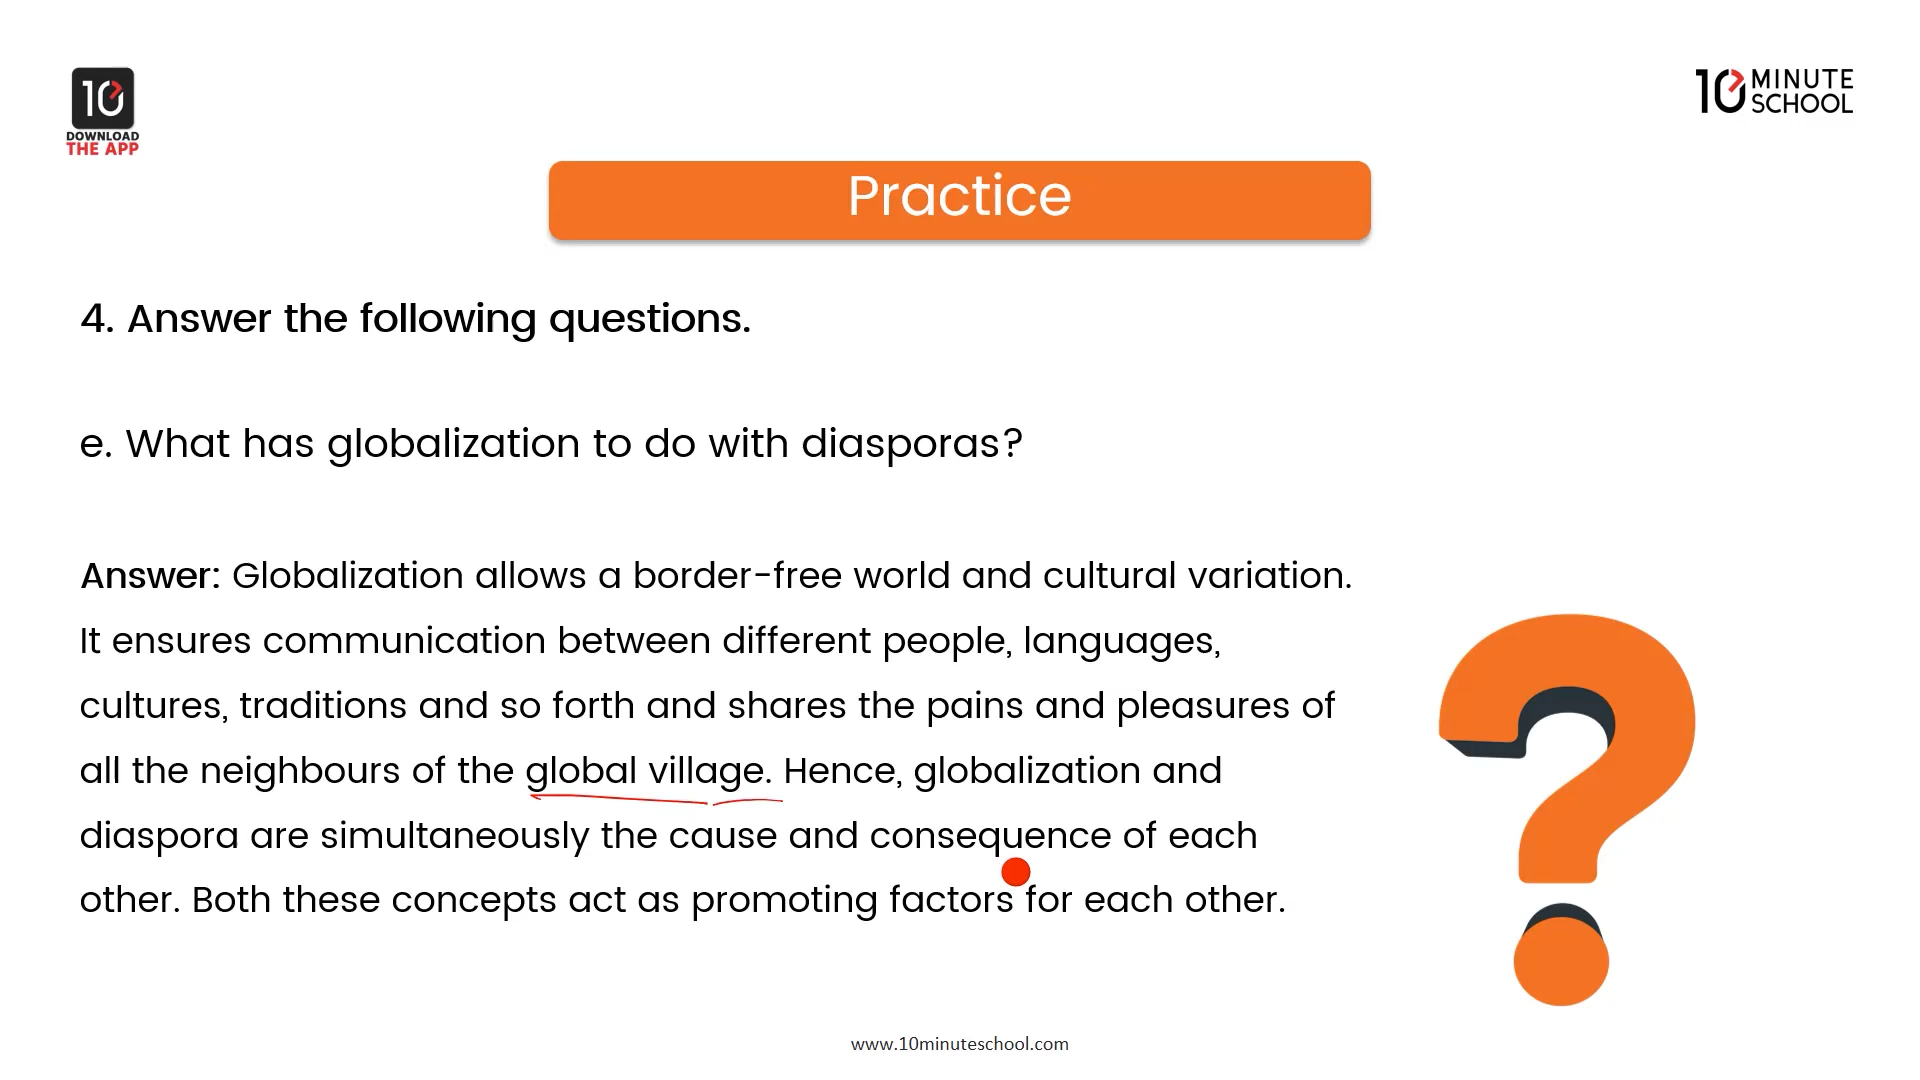 10
DOWNLOAD
THE APP
10 MINUTE
SCHOOL
Practice
4. Answer the following questions.
e. What has globalization to do with diasporas?
Answer: Globalization allows a border-free world and cultural variation.
It ensures communication between different people, languages,
cultures, traditions and so forth and shares the pains and pleasures of
all the neighbours of the global village. Hence, globalization and
diaspora are simultaneously the cause and consequence of each
other. Both these concepts act as promoting factors for each other.
www.10minuteschool.com